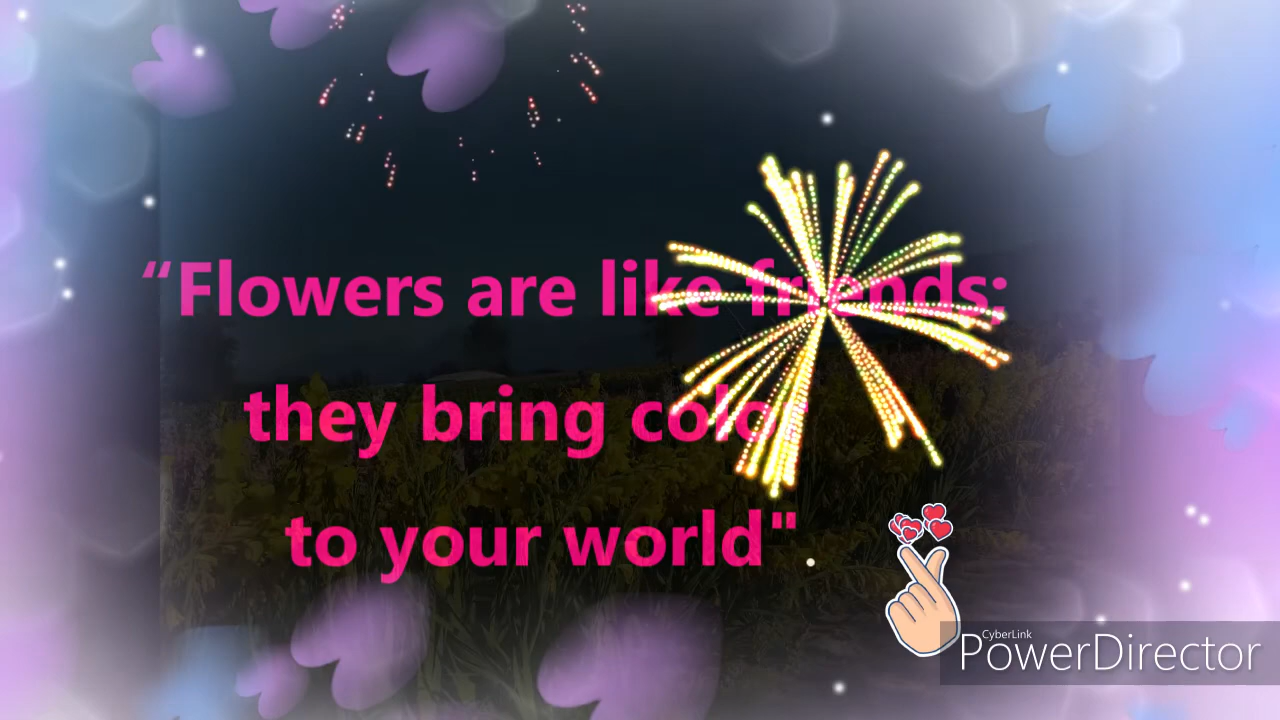 “Flowers are like friends;
they bring color
to your world"
CyberLink
PowerDirector